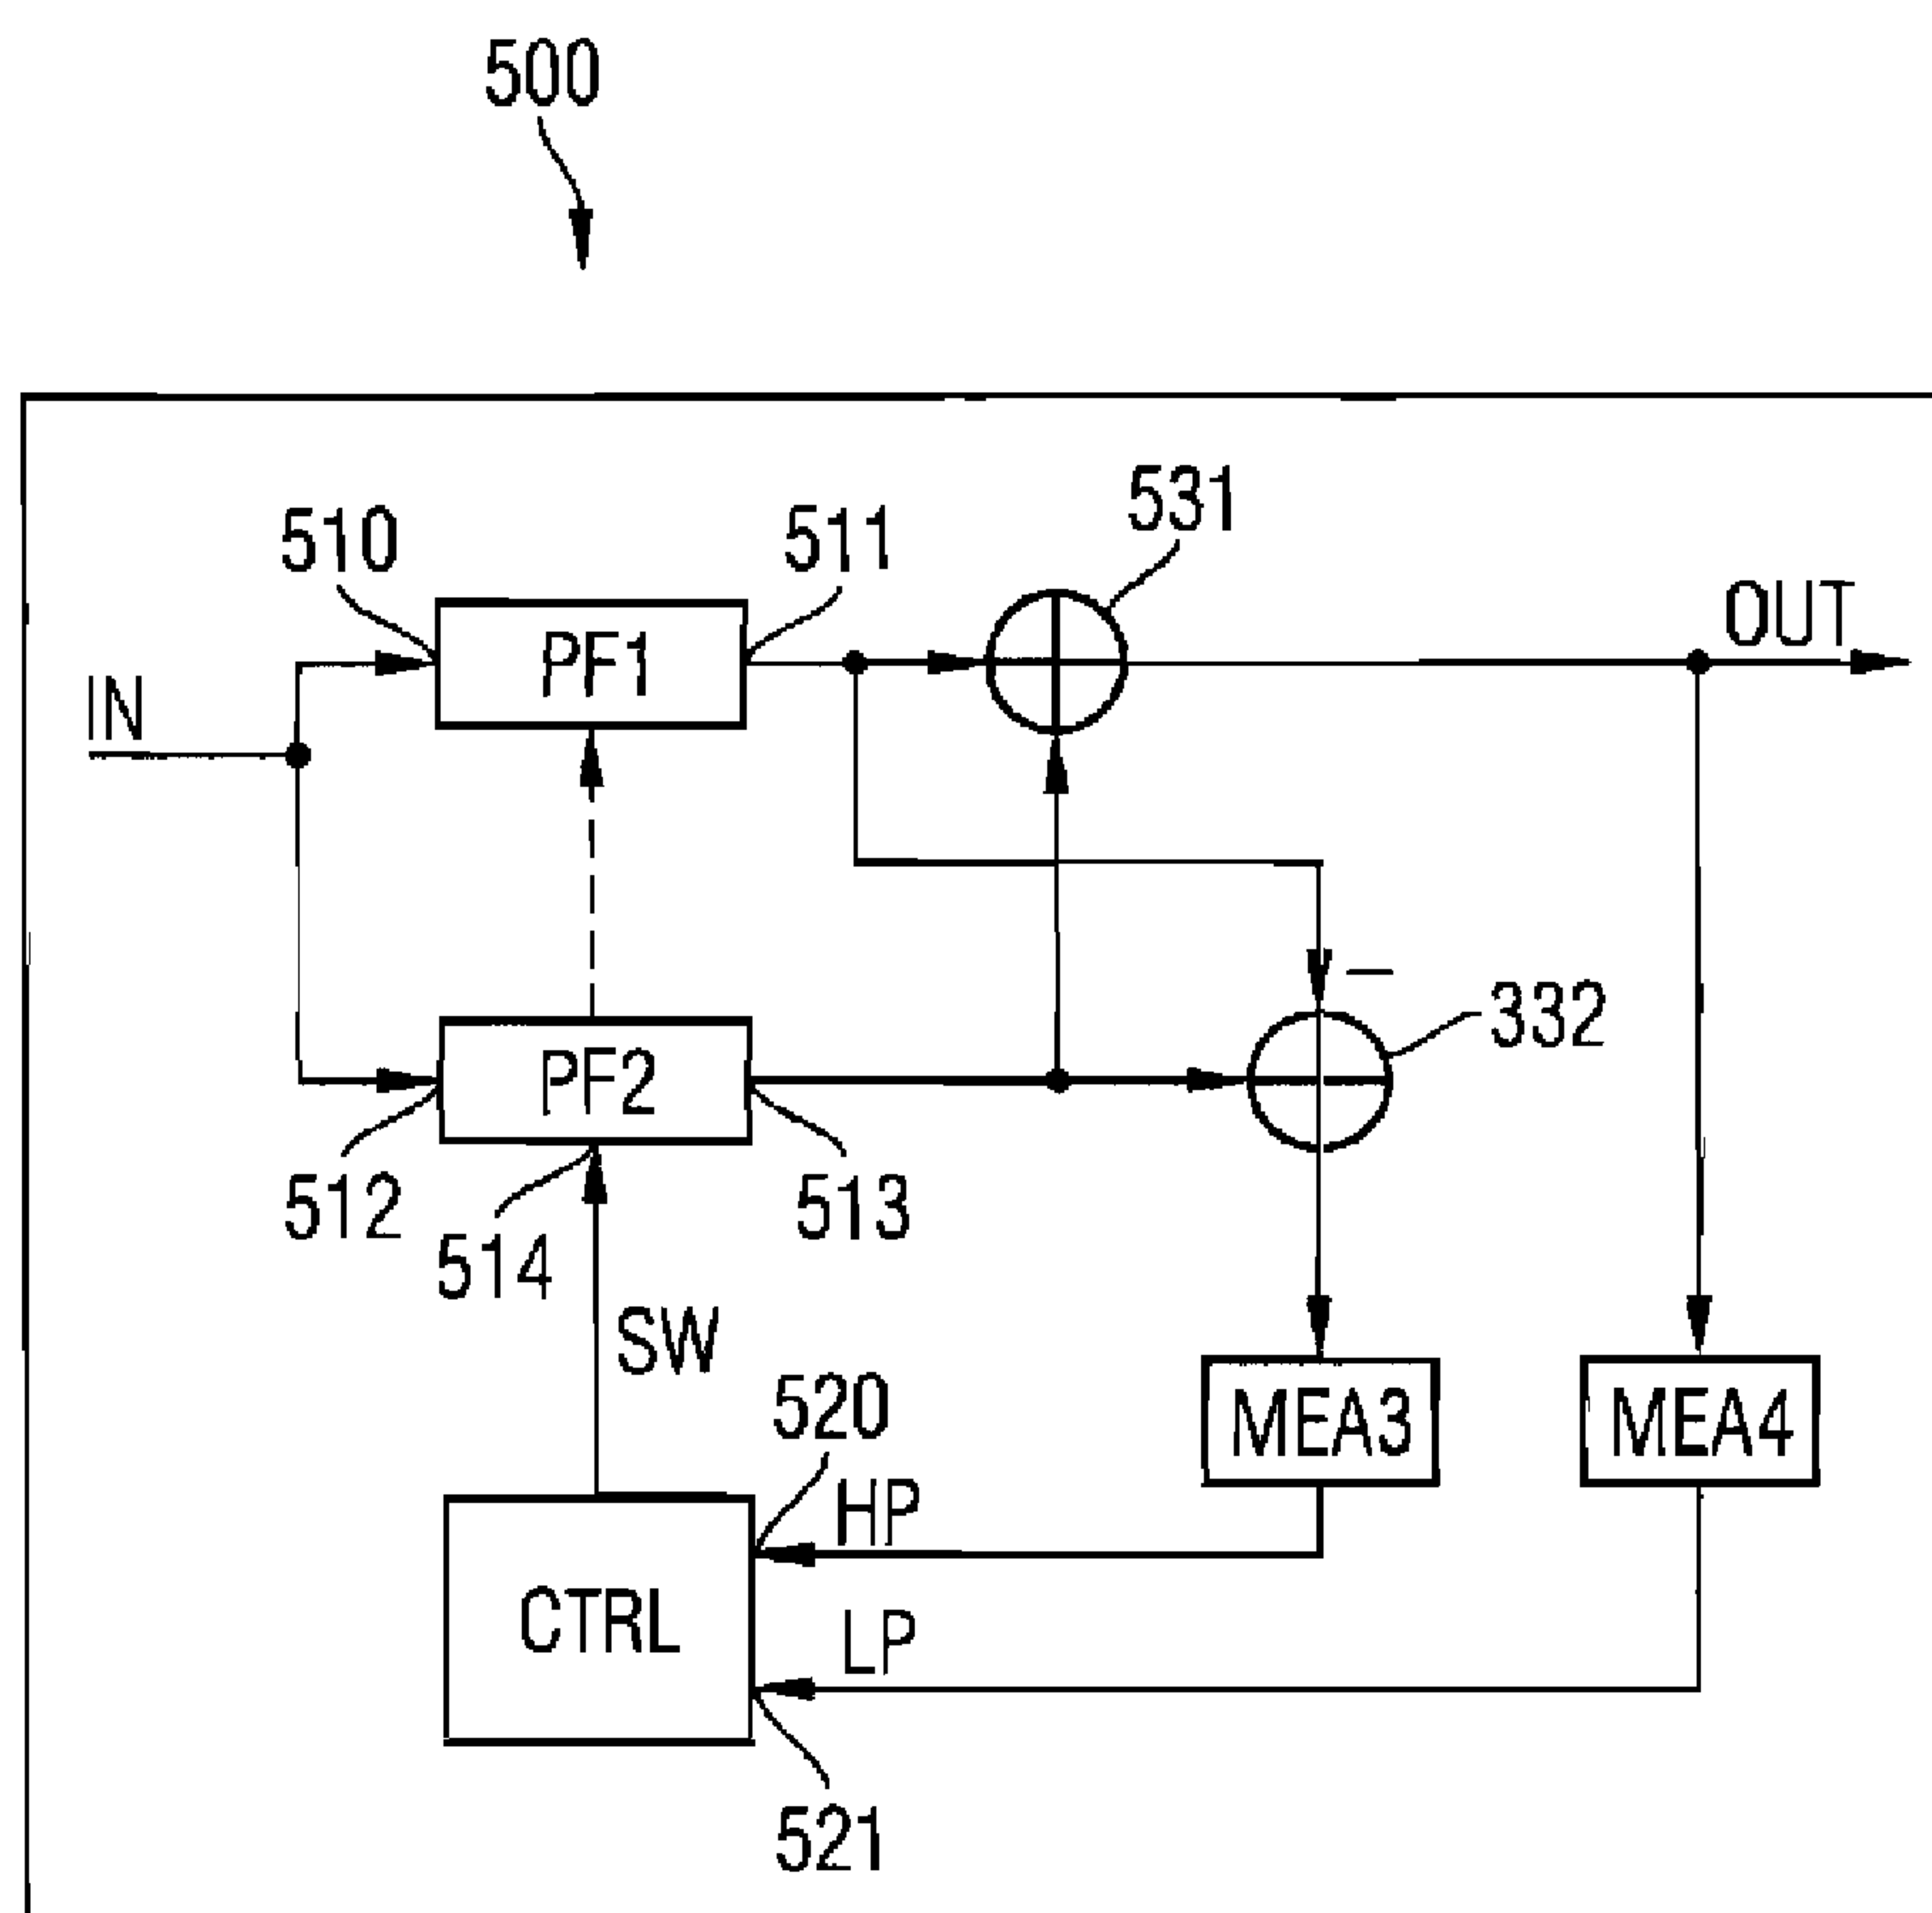 500
531
510
511
OUT
PF1
IN
332
PF2
512
513
514
SW
520
MEA3
MEA4
HP
CTRL
LP
521